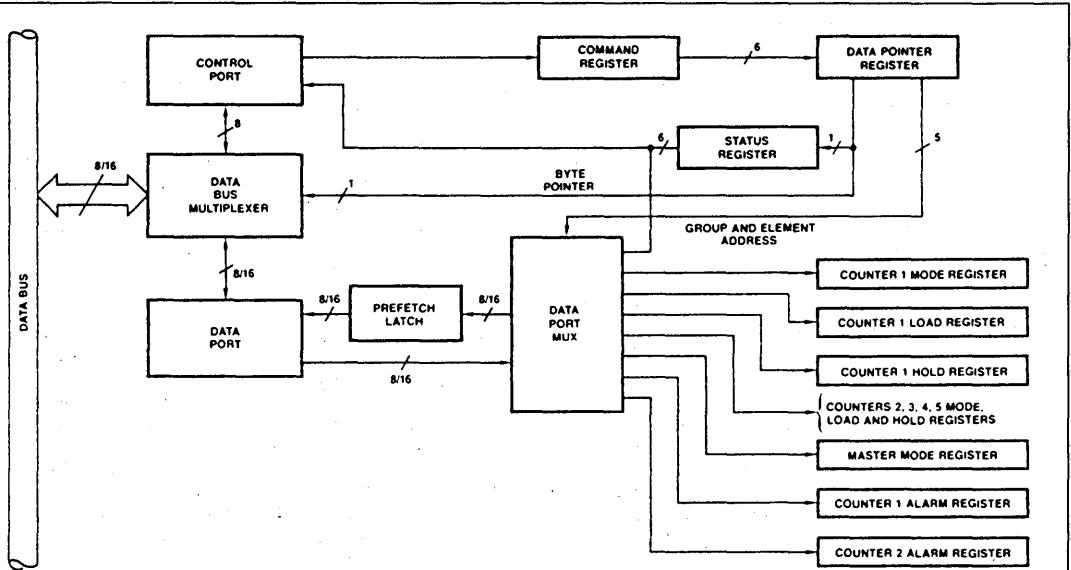 CONTROL
PORT
COMMAND
REGISTER
6
DATA POINTER
REGISTER
8
6
STATUS
REGISTER
1
5
8/16
DATA
BUS
MULTIPLEXER
1
BYTE
POINTER
GROUP AND ELEMENT
ADDRESS
DATA BUS
8/16
DATA
PORT
8/16
PREFETCH
LATCH
8/16
8/16
DATA
PORT
MUX
COUNTER 1 MODE REGISTER
COUNTER 1 LOAD REGISTER
COUNTER 1 HOLD REGISTER
COUNTERS 2, 3, 4, 5 MODE,
LOAD AND HOLD REGISTERS
MASTER MODE REGISTER
COUNTER 1 ALARM REGISTER
COUNTER 2 ALARM REGISTER